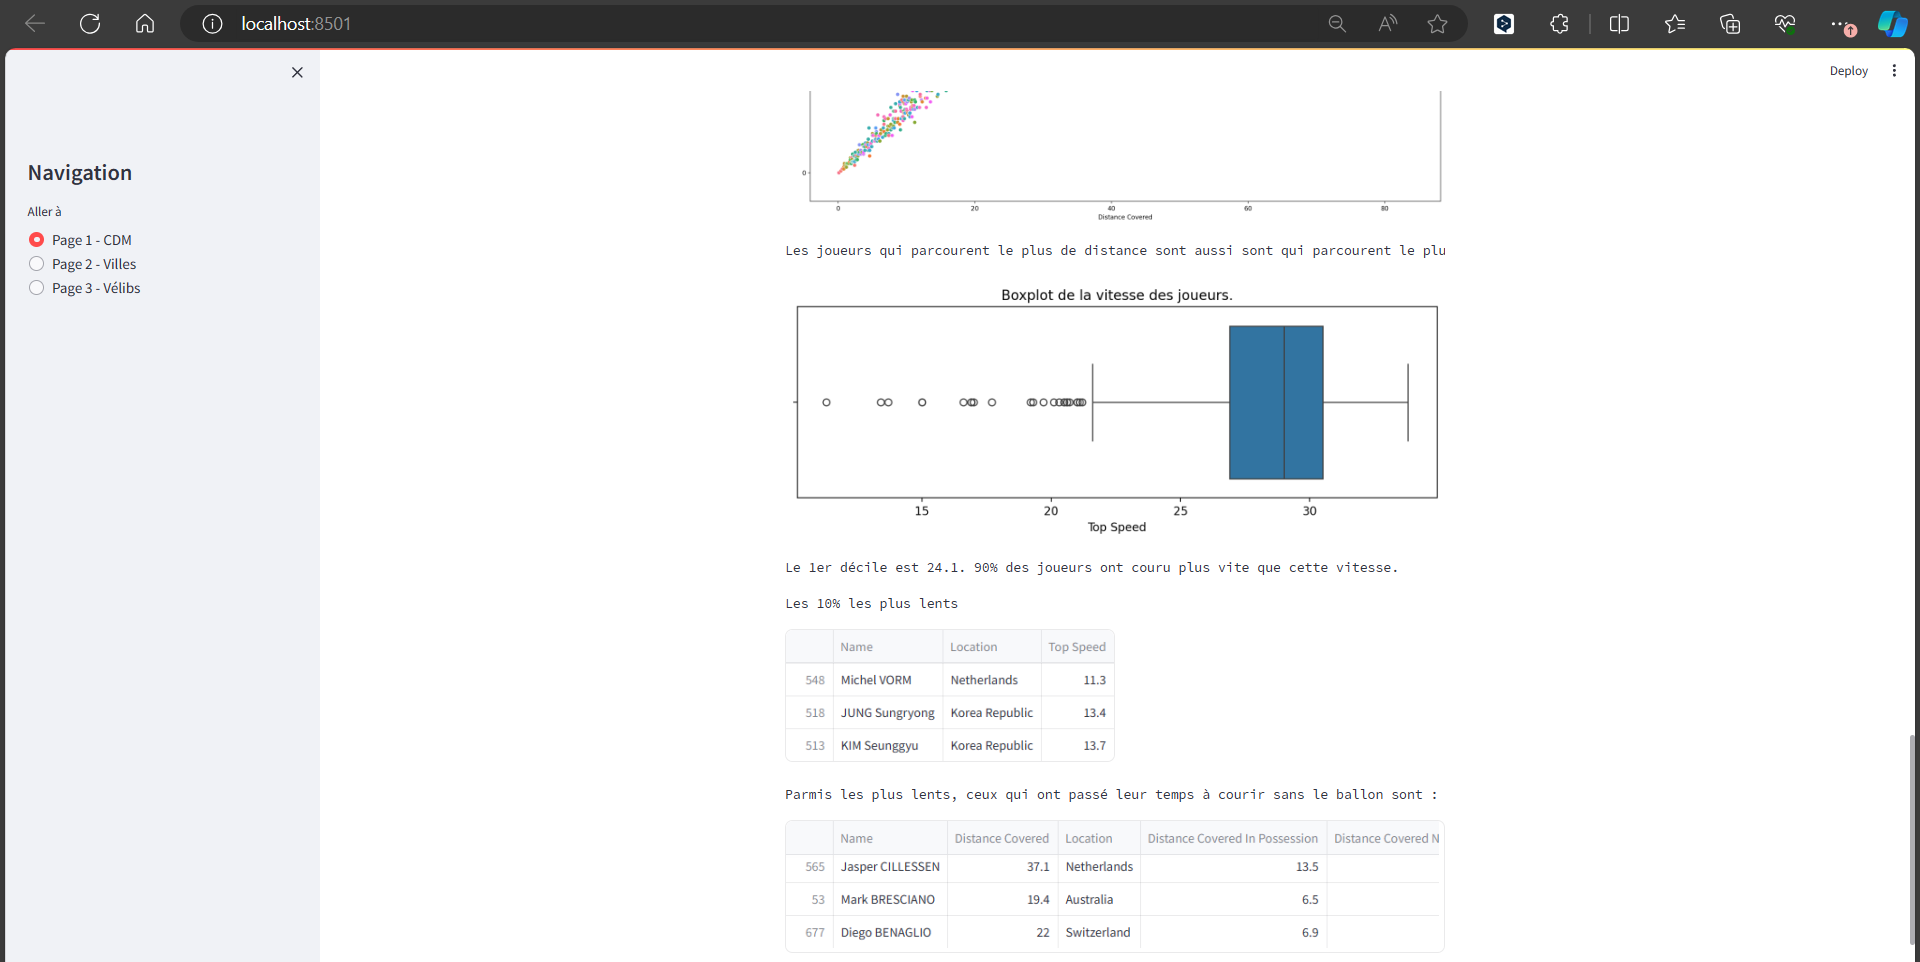 localhost:8501
Deploy
Navigation
Aller à
Page 1 - CDM
Page 2 - Villes
Page 3 - Vélibs
0
0 20 40 60 80
Distance Covered
Les joueurs qui parcourent le plus de distance sont aussi sont qui parcourent le plu
Boxplot de la vitesse des joueurs.
15 20 25 30
Top Speed
Le 1er décile est 24.1. 90% des joueurs ont couru plus vite que cette vitesse.
Les 10% les plus lents
Name Location Top Speed
548 Michel VORM Netherlands 11.3
518 JUNG Sungryong Korea Republic 13.4
513 KIM Seunggyu Korea Republic 13.7
Parmis les plus lents, ceux qui ont passé leur temps à courir sans le ballon sont :
Name Distance Covered Location Distance Covered In Possession Distance Covered N
565 Jasper CILLESSEN 37.1 Netherlands 13.5
53 Mark BRESCIANO 19.4 Australia 6.5
677 Diego BENAGLIO 22 Switzerland 6.9